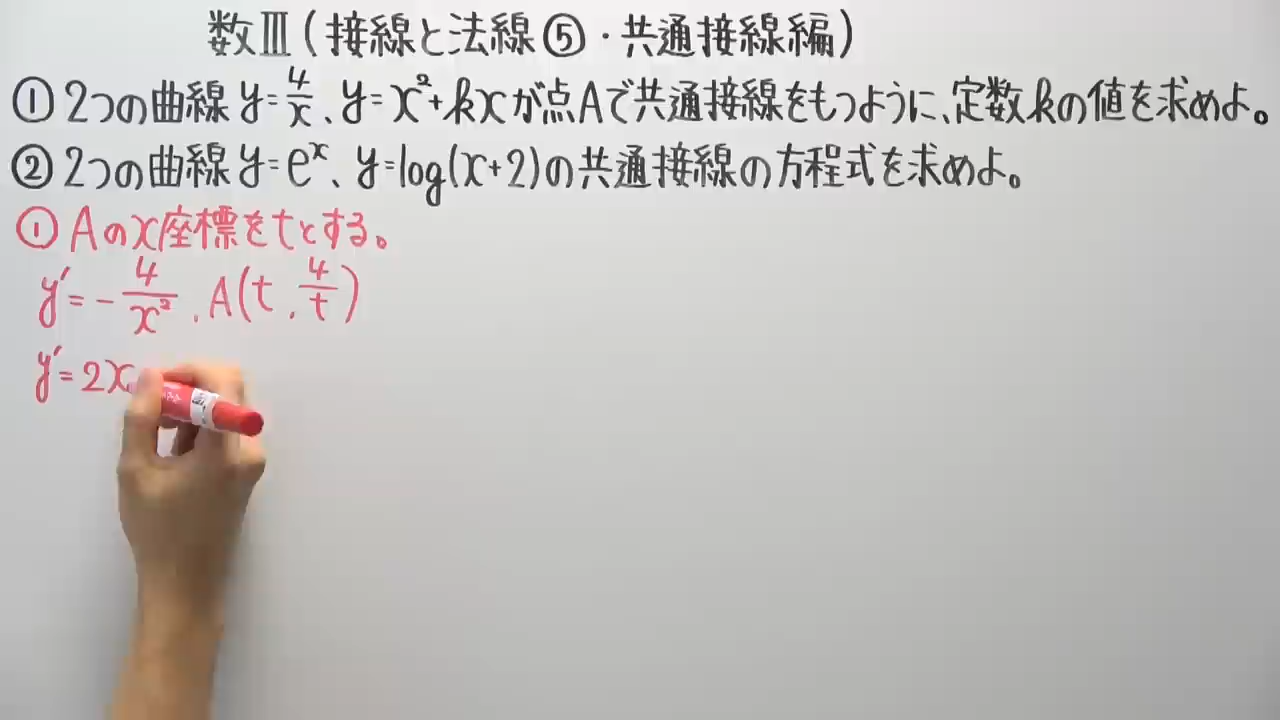 数Ⅲ(接線と法線⑤・共通接線編)
① 2つの曲線 y=4/x、y=x²+kxが点Aで共通接線をもつように、定数kの値を求めよ。
② 2つの曲線 y=e^x、y=log(x+2)の共通接線の方程式を求めよ。
① Aのx座標をtとする。
y'=-4/x², A(t, 4/t)
y'=2x